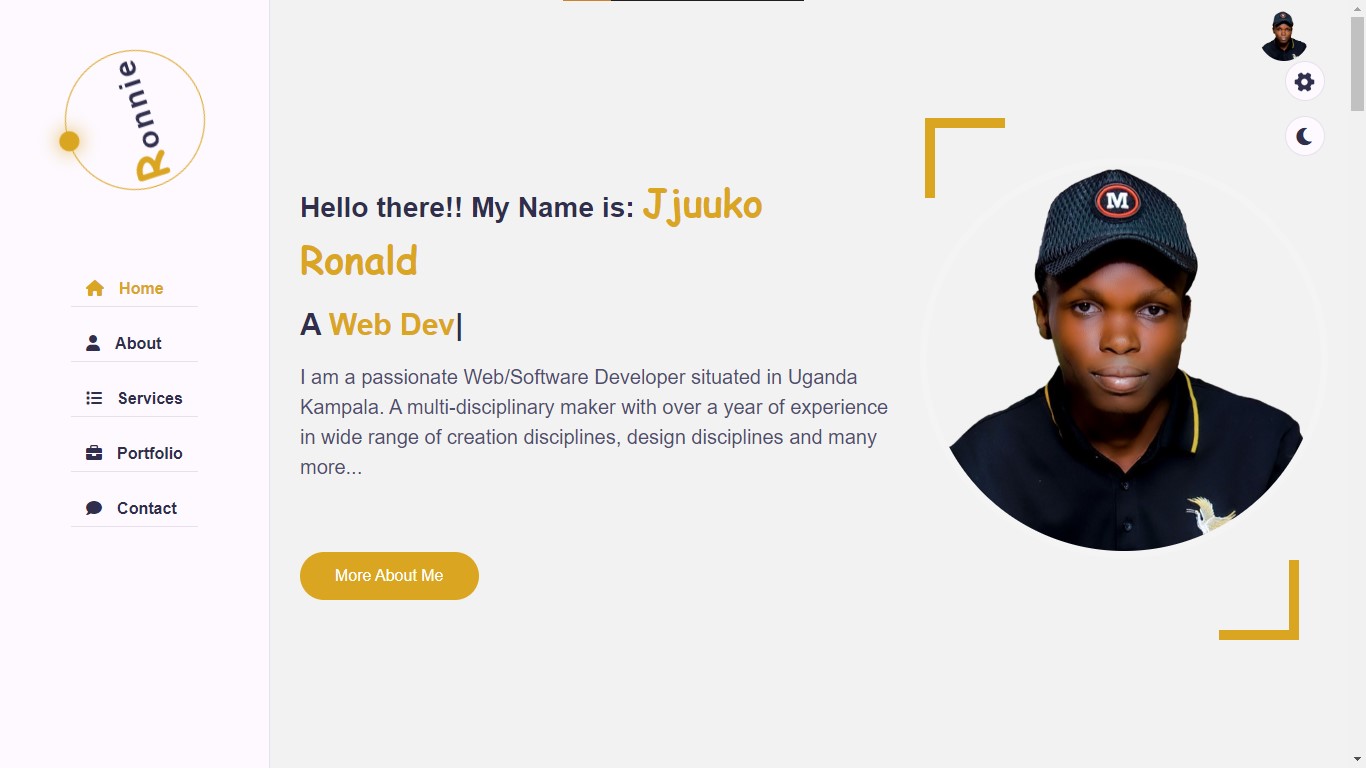 Ronnie
Home
About
Services
Portfolio
Contact
Hello there!! My Name is: Jjuuko
Ronald
A Web Dev|
I am a passionate Web/Software Developer situated in Uganda
Kampala. A multi-disciplinary maker with over a year of experience
in wide range of creation disciplines, design disciplines and many
more...
More About Me
M